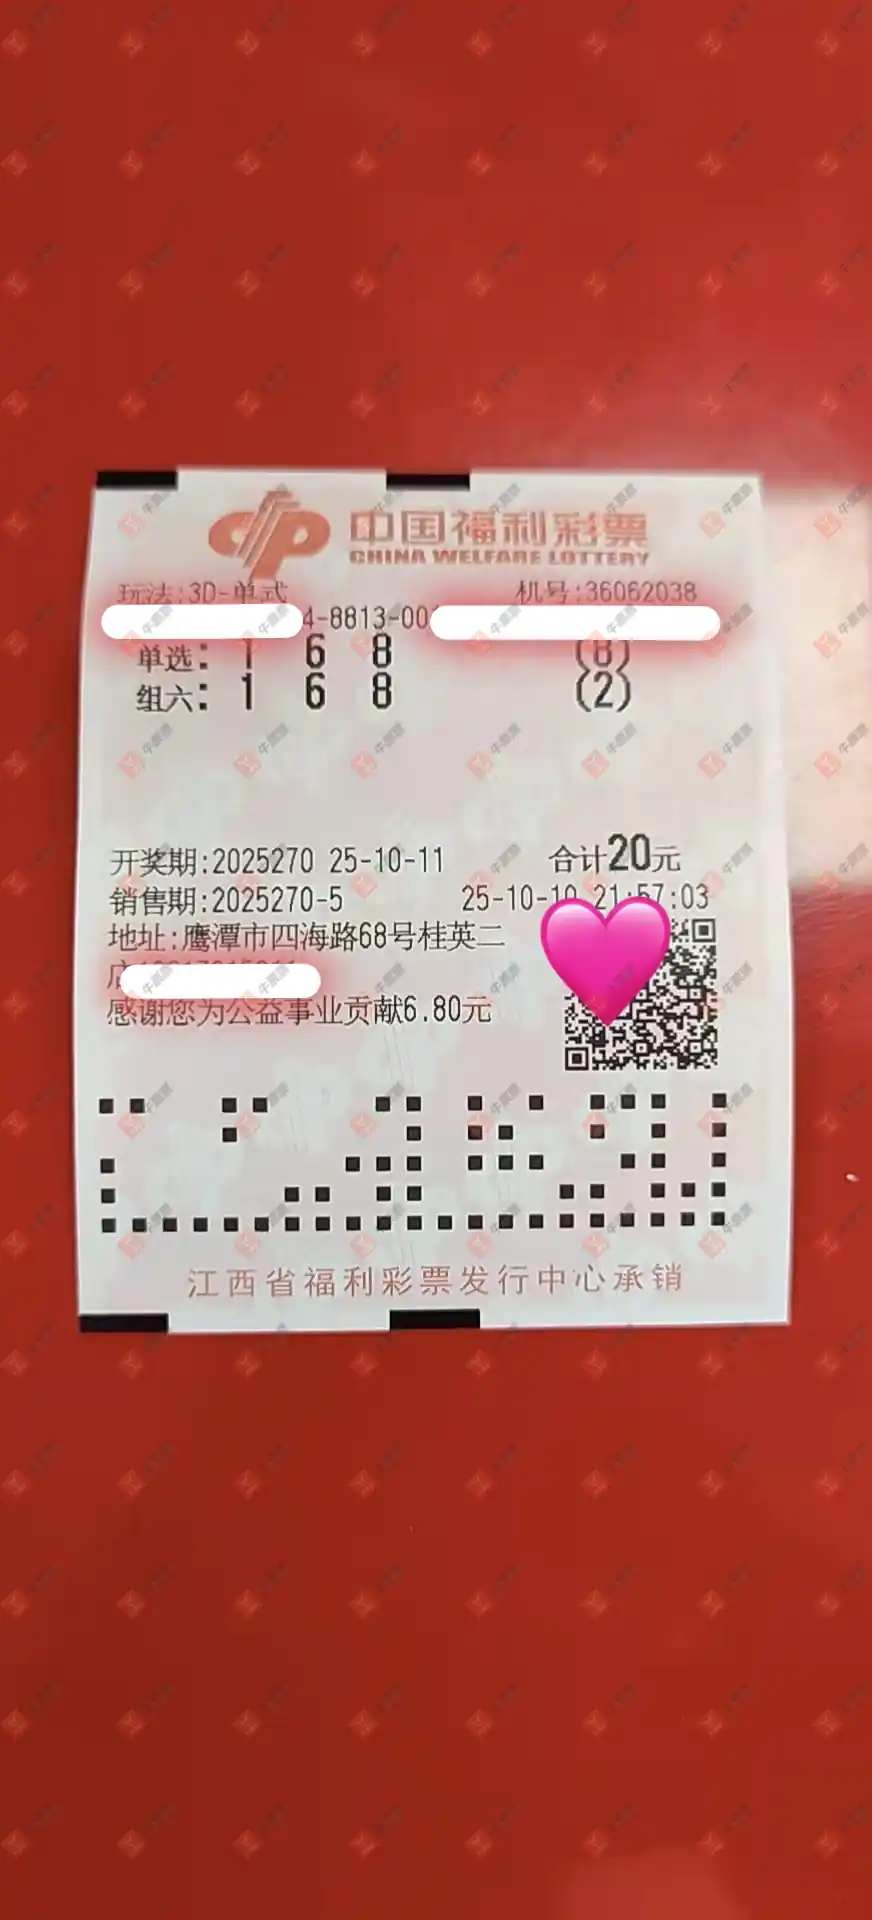 中国福利彩票
CHINA WELFARE LOTTERY
玩法:3D-单式 机号:36062038
4-8813-00
单选: 1 6 8 (8)
组六: 1 6 8 (2)
开奖期:2025270 25-10-11 合计20元
销售期:2025270-5 25-10-10 21:57:03
地址:鹰潭市四海路68号桂英二
店
感谢您为公益事业贡献6.80元
江西省福利彩票发行中心承销